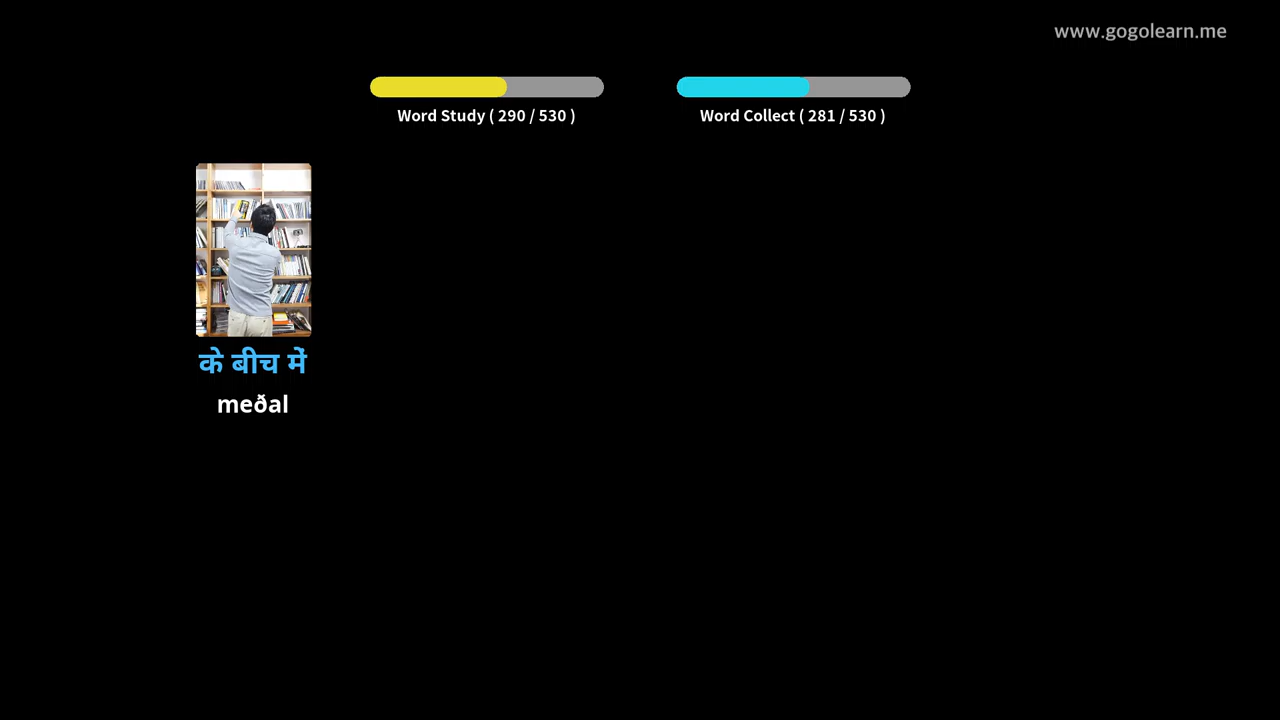 www.gogolearn.me
Word Study ( 290 / 530 )
Word Collect ( 281 / 530 )
के बीच में
meðal